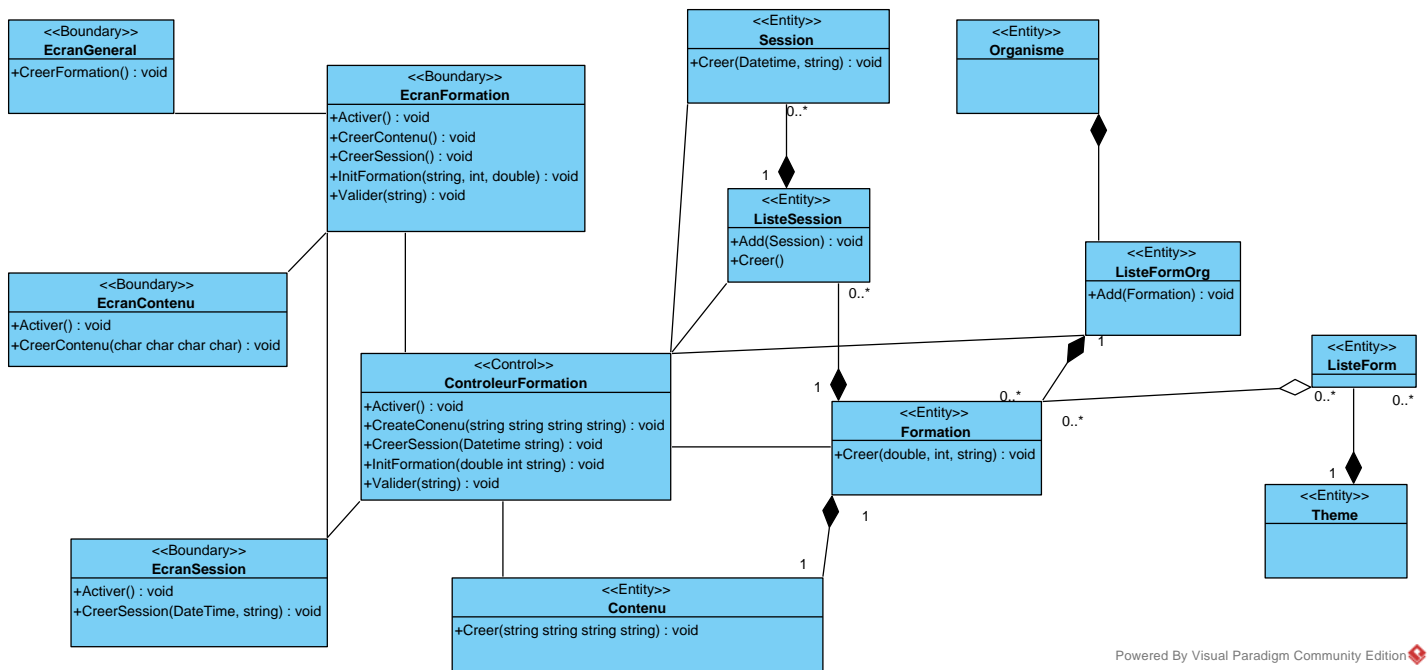 <<Boundary>>
EcranGeneral
+CreerFormation() : void
<<Boundary>>
EcranFormation
+Activer() : void
+CreerContenu() : void
+CreerSession() : void
+InitFormation(string, int, double) : void
+Valider(string) : void
<<Entity>>
Session
+Creer(Datetime, string) : void
0..*
1
<<Entity>>
Organisme
<<Entity>>
ListeSession
+Add(Session) : void
+Creer()
0..*
1
<<Entity>>
ListeFormOrg
+Add(Formation) : void
1
0..*
<<Boundary>>
EcranContenu
+Activer() : void
+CreerContenu(char char char char) : void
<<Entity>>
ListeForm
0..*
0..*
0..*
1
<<Control>>
ControleurFormation
+Activer() : void
+CreateConenu(string string string string) : void
+CreerSession(Datetime string) : void
+InitFormation(double int string) : void
+Valider(string) : void
<<Entity>>
Formation
+Creer(double, int, string) : void
1
1
<<Entity>>
Theme
<<Boundary>>
EcranSession
+Activer() : void
+CreerSession(DateTime, string) : void
<<Entity>>
Contenu
+Creer(string string string string) : void
Powered By Visual Paradigm Community Edition